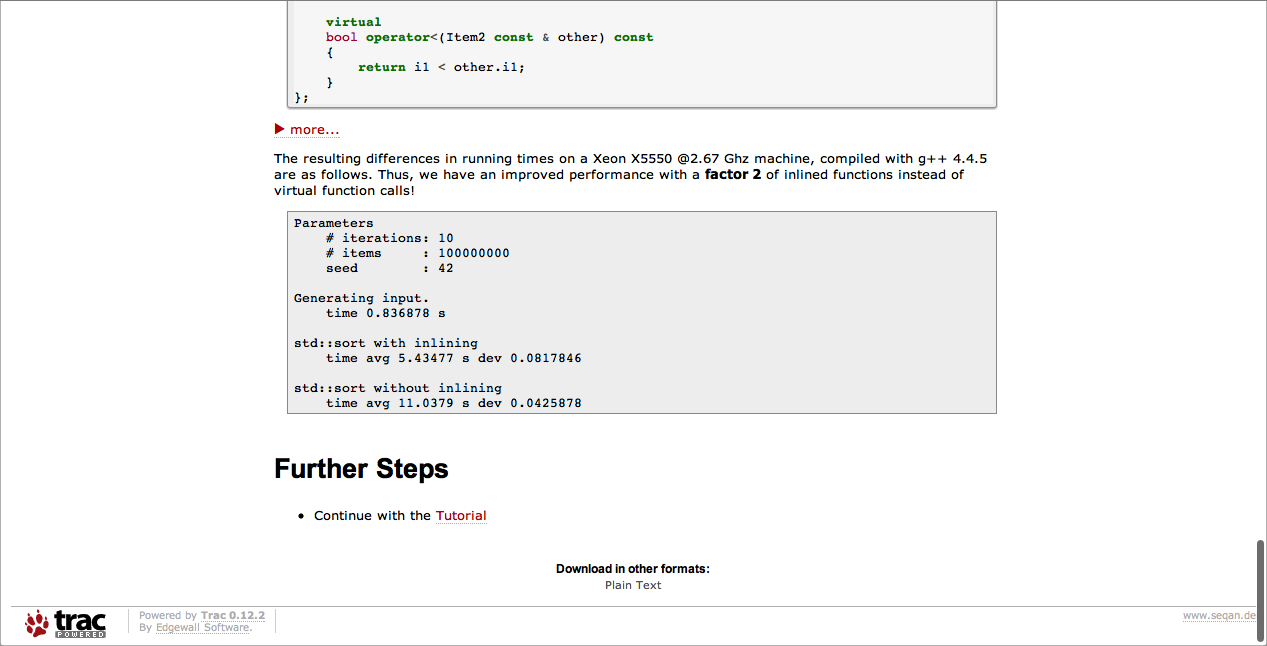 virtual
bool operator<(Item2 const & other) const
{
return i1 < other.i1;
}
};
more...
The resulting differences in running times on a Xeon X5550 @2.67 Ghz machine, compiled with g++ 4.4.5
are as follows. Thus, we have an improved performance with a factor 2 of inlined functions instead of
virtual function calls!
Parameters
# iterations: 10
# items : 100000000
seed : 42
Generating input.
time 0.836878 s
std::sort with inlining
time avg 5.43477 s dev 0.0817846
std::sort without inlining
time avg 11.0379 s dev 0.0425878
Further Steps
Continue with the Tutorial
Download in other formats:
Plain Text
trac
POWERED
Powered by Trac 0.12.2
By Edgewall Software.
www.seqan.de